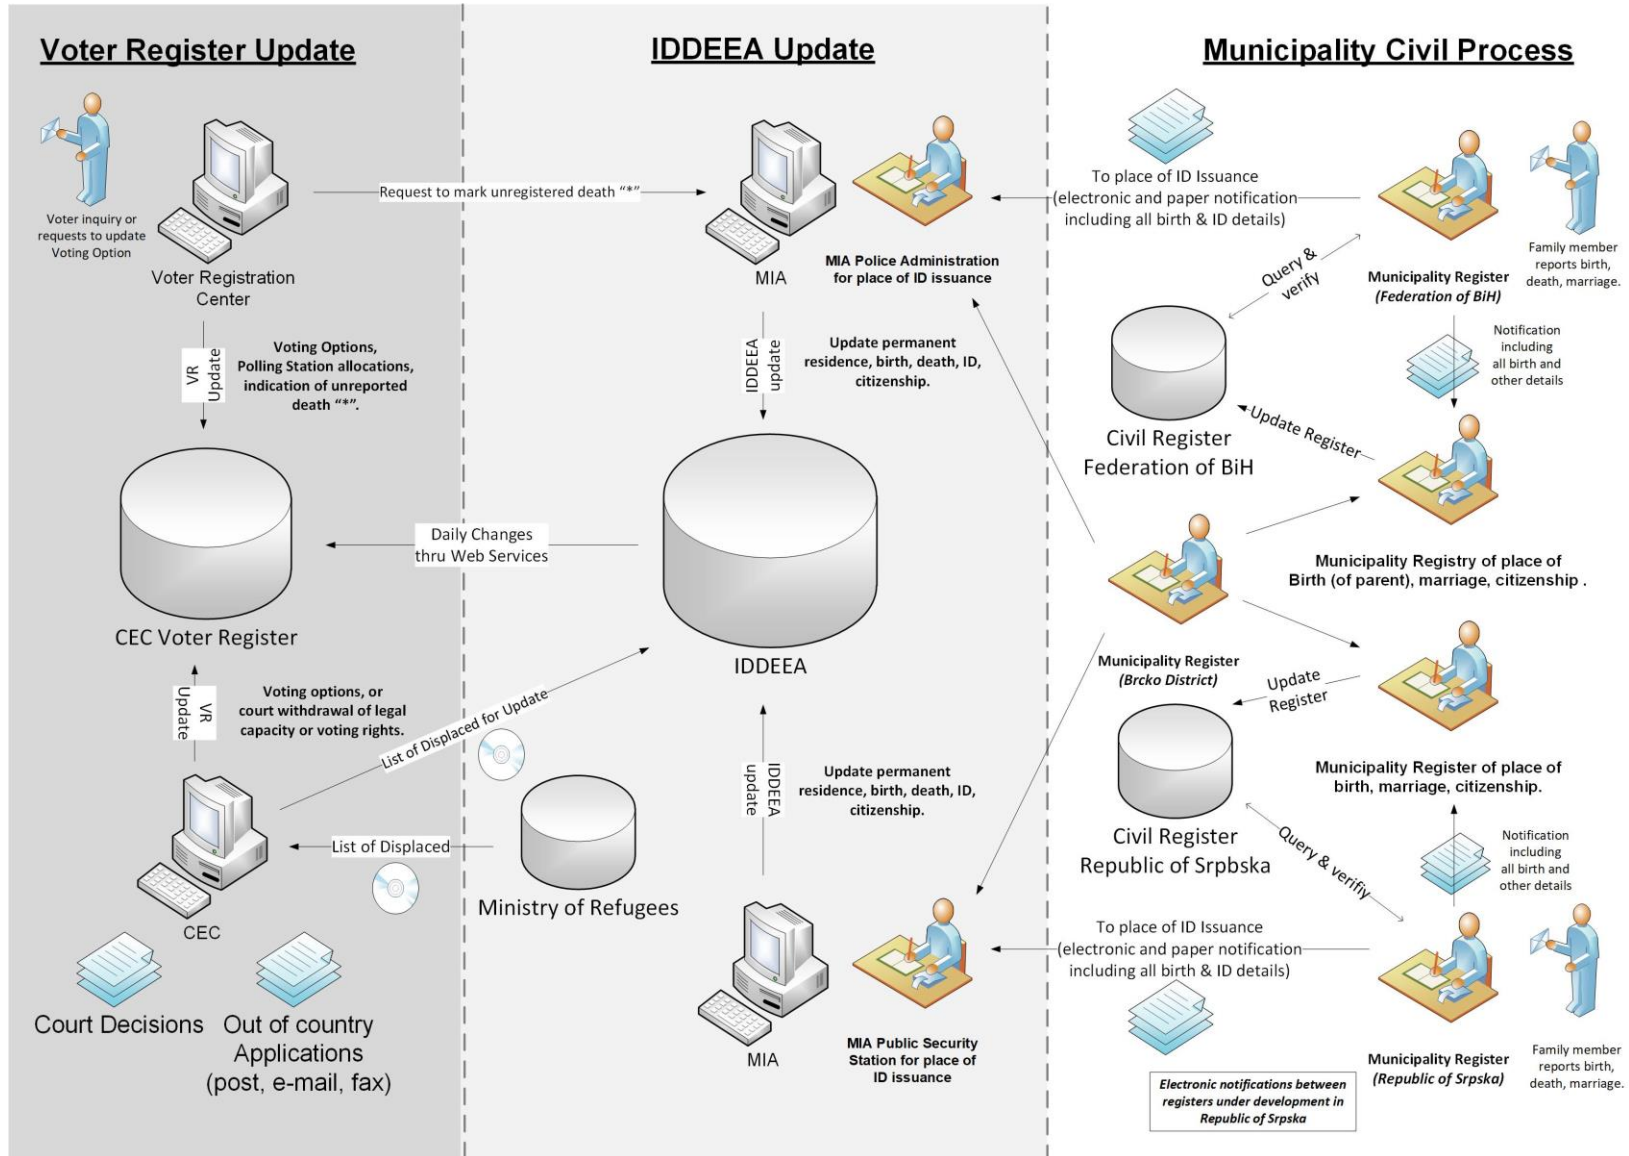 Voter Register Update
Voter inquiry or
requests to update
Voting Option
Voter Registration
Center
Request to mark unregistered death “*”
VR
Update
Voting Options,
Polling Station allocations,
indication of unreported
death “*”.
CEC Voter Register
Daily Changes
thru Web Services
VR
Update
Voting options, or
court withdrawal of legal
capacity or voting rights.
List of Displaced for Update
List of Displaced
CEC
Court Decisions
Out of country
Applications
(post, e-mail, fax)
IDDEEA Update
MIA
MIA Police Administration
for place of ID issuance
IDDEEA
update
Update permanent
residence, birth, death, ID,
citizenship.
IDDEEA
IDDEEA
update
Update permanent
residence, birth, death, ID,
citizenship.
Ministry of Refugees
MIA
MIA Public Security
Station for place of
ID issuance
Municipality Civil Process
To place of ID Issuance
(electronic and paper notification
including all birth & ID details)
Query &
verify
Municipality Register
(Federation of BiH)
Family member
reports birth,
death, marriage.
Notification
including
all birth and
other details
Civil Register
Federation of BiH
Update Register
Municipality Registry of place of
Birth (of parent), marriage, citizenship .
Municipality Register
(Brcko District)
Update
Register
Civil Register
Republic of Srpbska
Municipality Register of place of
birth, marriage, citizenship.
Query & verifiy
Notification
including
all birth and
other details
To place of ID Issuance
(electronic and paper notification
including all birth & ID details)
Municipality Register
(Republic of Srpska)
Family member
reports birth,
death, marriage.
Electronic notifications between
registers under development in
Republic of Srpska